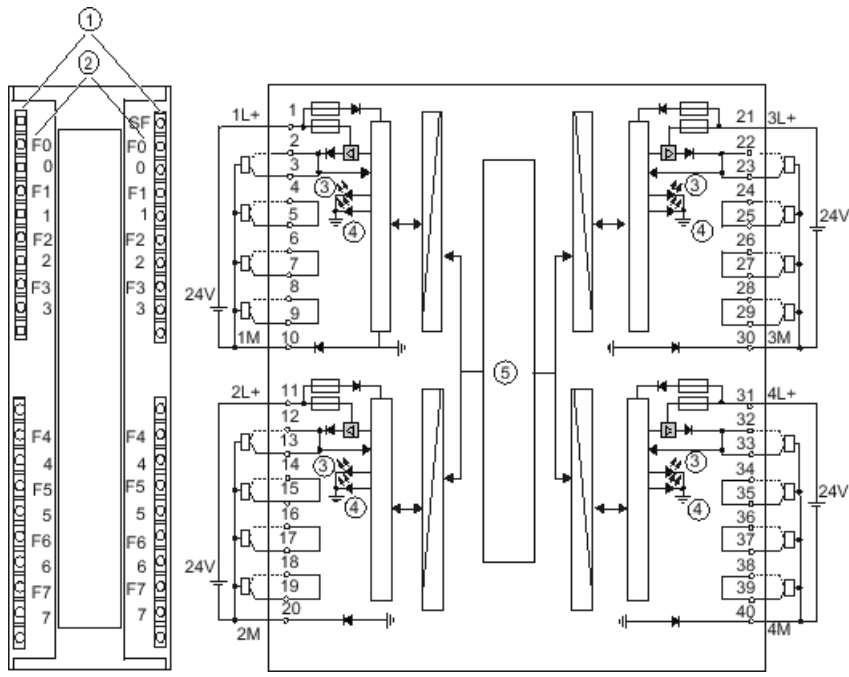 1
2
SF
F0 F0
0 0
F1 F1
1 1
F2 F2
2 2
F3 F3
3 3
F4 F4
4 4
F5 F5
5 5
F6 F6
6 6
F7 F7
7 7
1L+ 1
2
3
4
5
6
7
8
9
1M 10
24V
3
4
2L+ 11
12
13
14
15
16
17
18
19
2M 20
24V
3
4
5
21 3L+
22
23
24
25
26
27
28
29
30 3M
24V
3
4
31 4L+
32
33
34
35
36
37
38
39
40 4M
24V
3
4